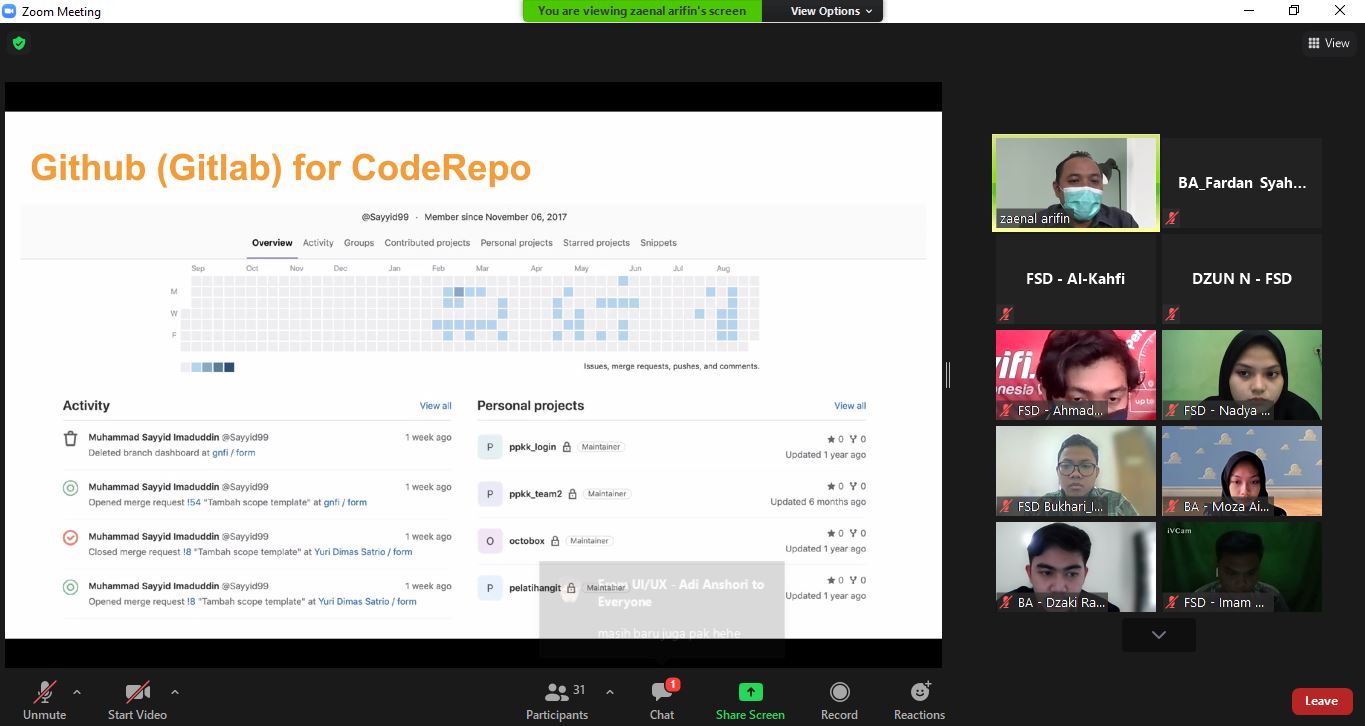 Zoom Meeting
You are viewing zaenal arifin's screen
View Options
View
Github (Gitlab) for CodeRepo
@Sayyid99 · Member since November 06, 2017
Overview Activity Groups Contributed projects Personal projects Starred projects Snippets
Sep Oct Nov Dec Jan Feb Mar Apr May Jun Jul Aug
M
W
F
Issues, merge requests, pushes, and comments.
Activity
View all
Muhammad Sayyid Imaduddin @Sayyid99 1 week ago
Deleted branch dashboard at gnfi / form
Muhammad Sayyid Imaduddin @Sayyid99 1 week ago
Opened merge request !54 "Tambah scope template" at gnfi / form
Muhammad Sayyid Imaduddin @Sayyid99 1 week ago
Closed merge request !8 "Tambah scope template" at Yuri Dimas Satrio / form
Muhammad Sayyid Imaduddin @Sayyid99 1 week ago
Opened merge request !8 "Tambah scope template" at Yuri Dimas Satrio / form
Personal projects
View all
P ppkk_login Maintainer 0 0
Updated 1 year ago
P ppkk_team2 Maintainer 0 0
Updated 6 months ago
O octobox Maintainer 0 0
Updated 1 year ago
P pelatihangit Maintainer 0 0
Updated 1 year ago
From UI/UX - Adi Anshori to
Everyone
masih baru juga pak hehe
zaenal arifin
BA_Fardan Syah...
FSD - Al-Kahfi
DZUN N - FSD
wifi.
nesia
up to
FSD - Ahmad...
FSD - Nadya ...
FSD Bukhari_I...
BA - Moza Ai...
BA - Dzaki Ra...
iVCam
FSD - Imam ...
Unmute
Start Video
31
Participants
1
Chat
Share Screen
Record
Reactions
Leave